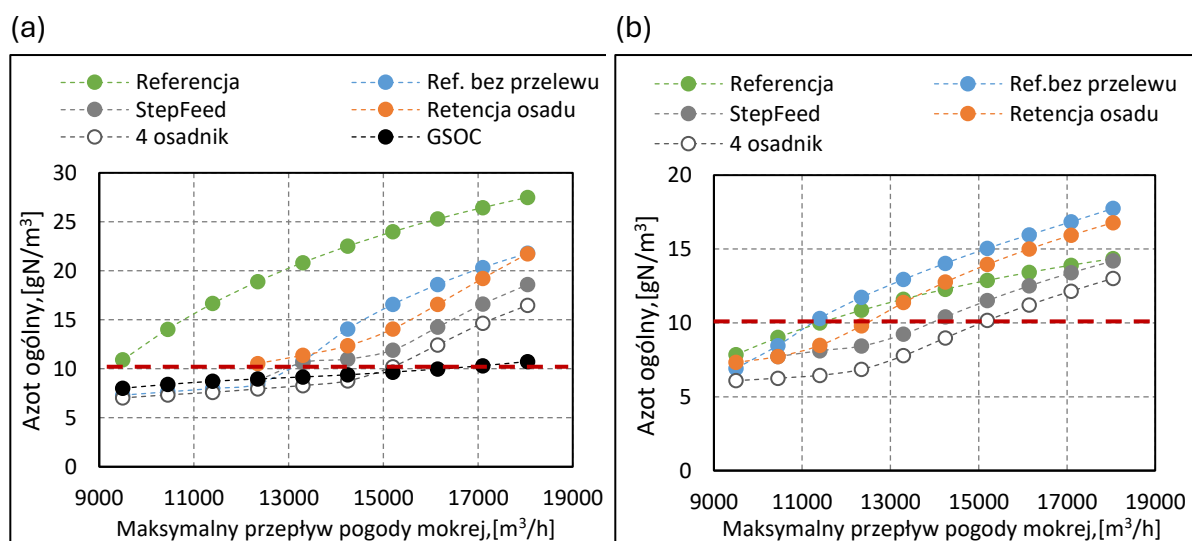 (a)
Referencja
Ref. bez przelewu
StepFeed
Retencja osadu
4 osadnik
GSOC
30
25
20
15
10
5
0
Azot ogólny,[gN/m³]
9000 11000 13000 15000 17000 19000
Maksymalny przepływ pogody mokrej,[m³/h]
(b)
Referencja
Ref.bez przelewu
StepFeed
Retencja osadu
4 osadnik
20
15
10
5
0
Azot ogólny,[gN/m³]
9000 11000 13000 15000 17000 19000
Maksymalny przepływ pogody mokrej,[m³/h]